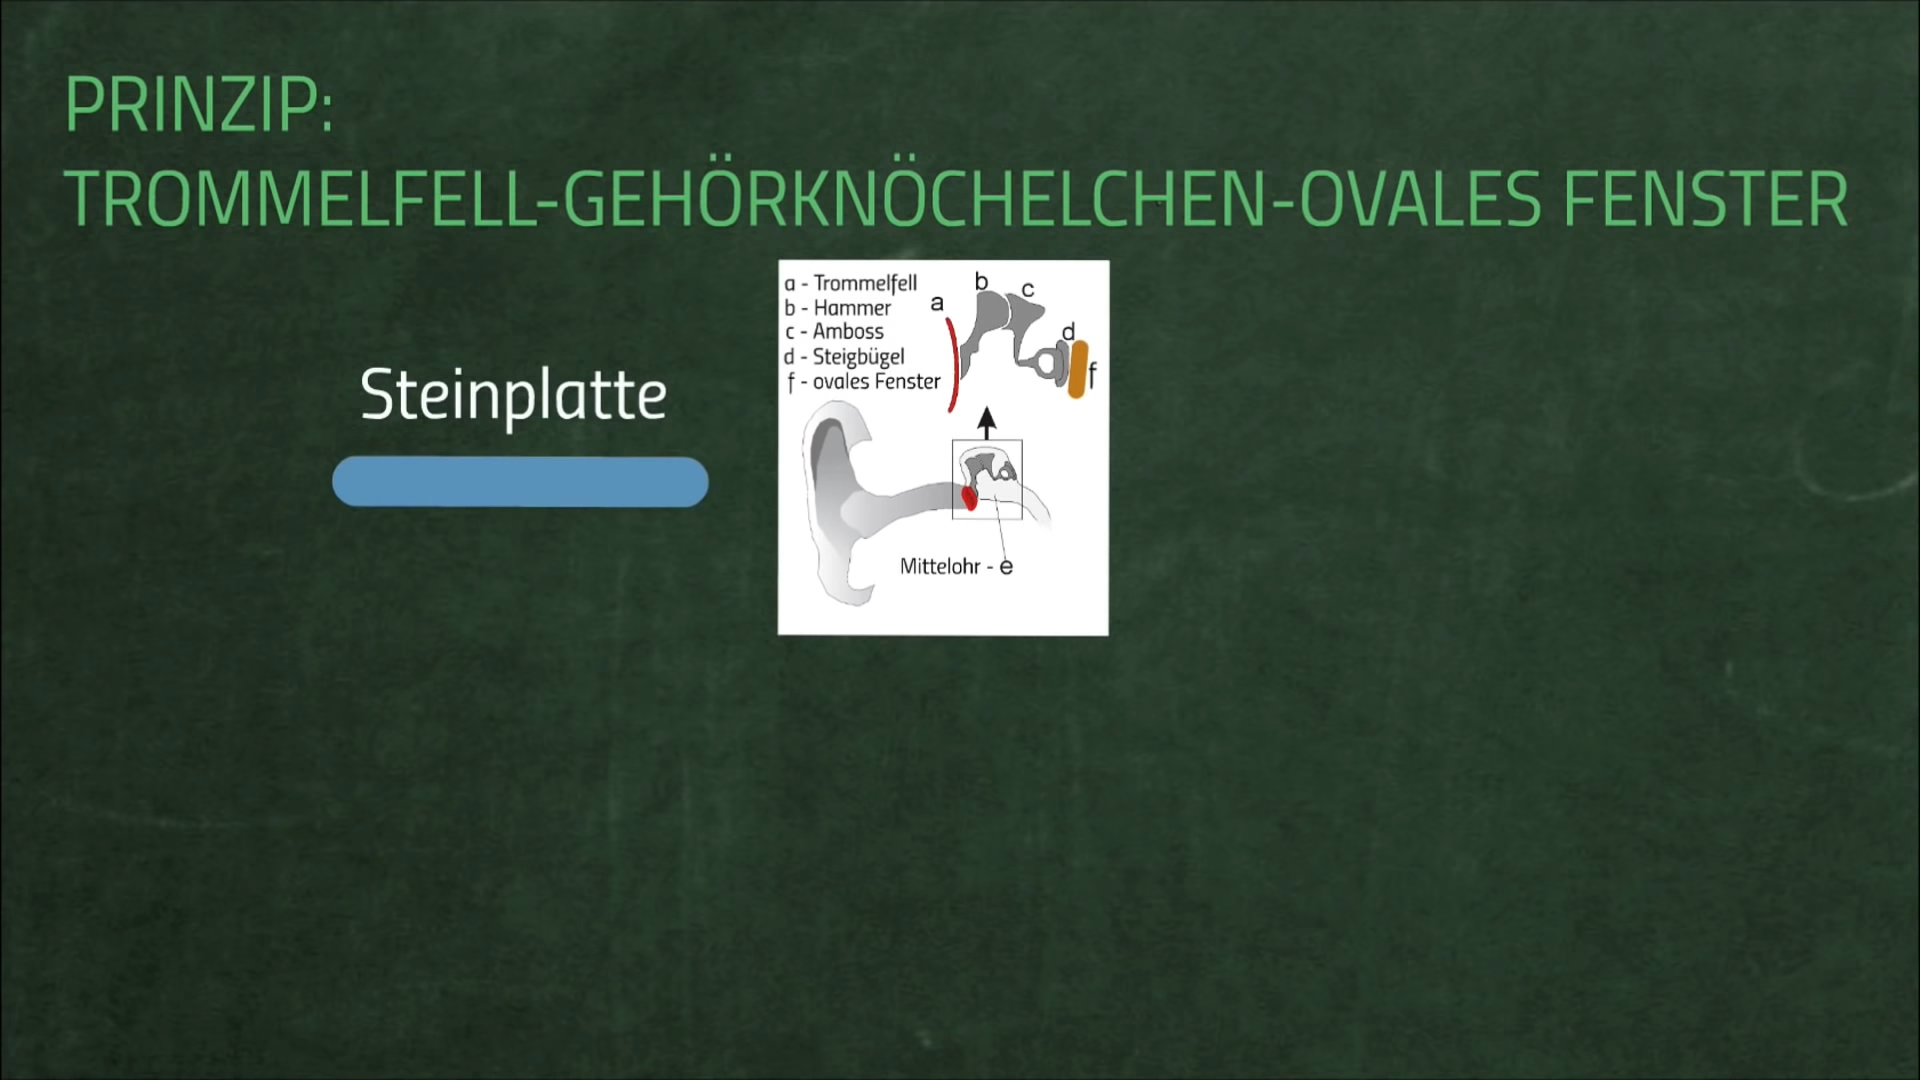 PRINZIP:
TROMMELFELL-GEHÖRKNÖCHELCHEN-OVALES FENSTER
Steinplatte
a - Trommelfell
b - Hammer
c - Amboss
d - Steigbügel
f - ovales Fenster
a
b
c
d
f
Mittelohr - e